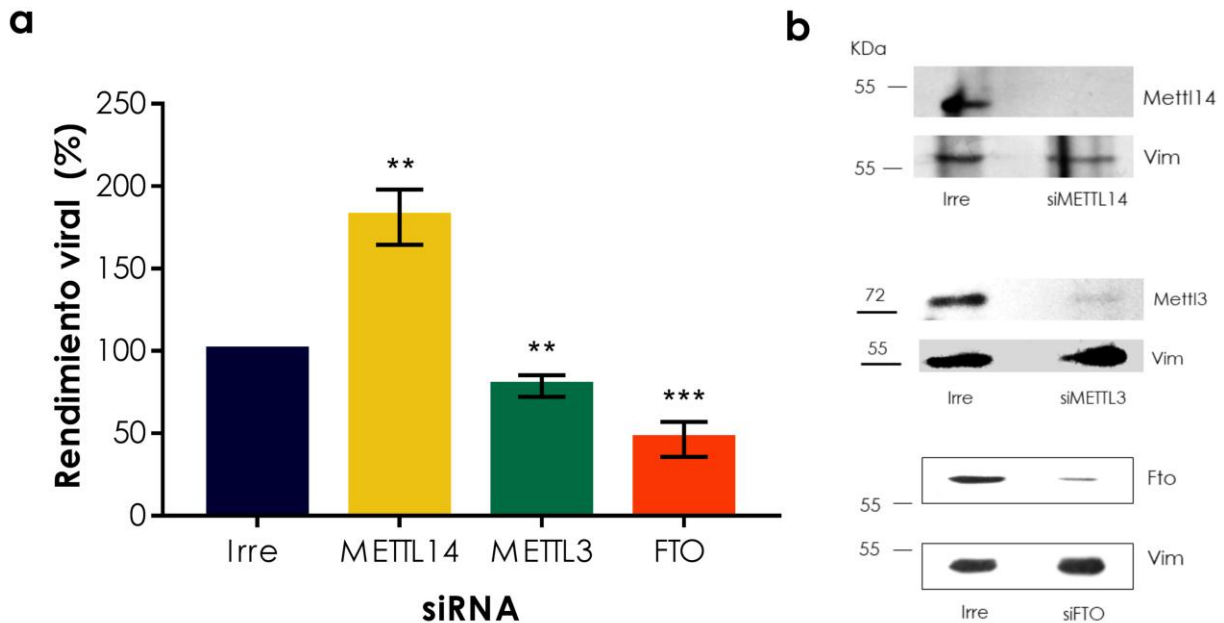 a
Rendimiento viral (%)
250
200
150
100
50
0
**
**
***
Irre METTL14 METTL3 FTO
siRNA
b
KDa
55
Mettl14
55
Vim
Irre siMETTL14
72
Mettl3
55
Vim
Irre siMETTL3
Fto
55
55
Vim
Irre siFTO